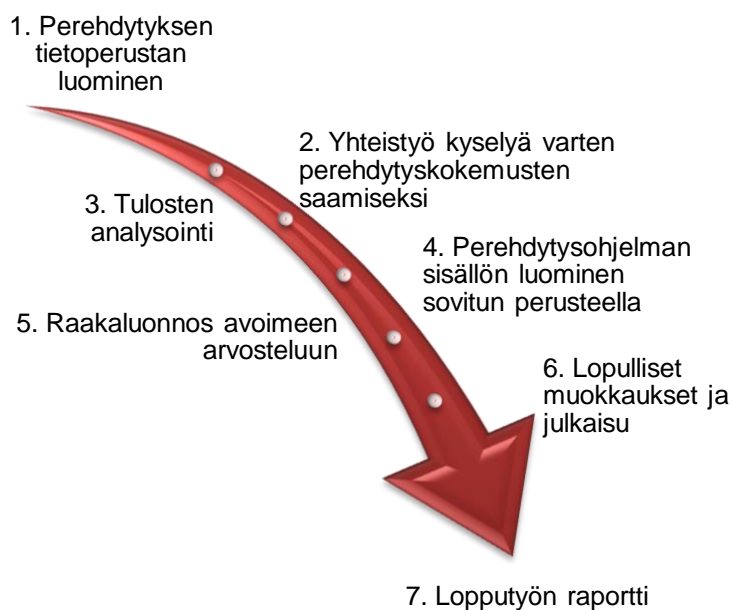 1. Perehdytyksen
tietoperustan
luominen
2. Yhteistyö kyselyä varten
perehdytyskokemusten
saamiseksi
3. Tulosten
analysointi
4. Perehdytysohjelman
sisällön luominen
sovitun perusteella
5. Raakaluonnos avoimeen
arvosteluun
6. Lopulliset
muokkaukset ja
julkaisu
7. Lopputyön raportti